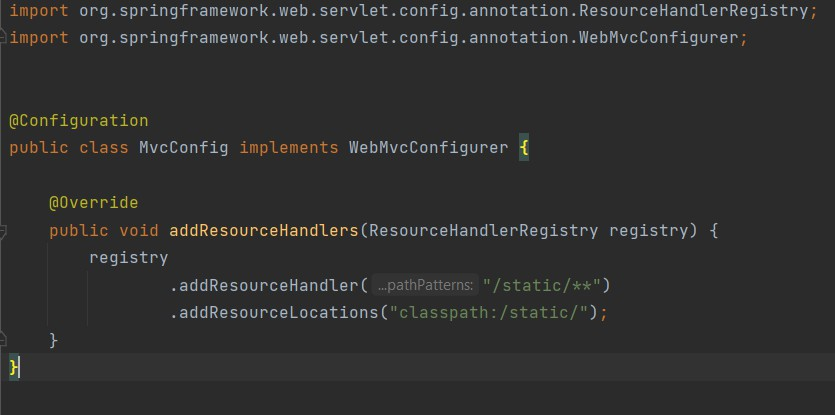 import org.springframework.web.servlet.config.annotation.ResourceHandlerRegistry;
import org.springframework.web.servlet.config.annotation.WebMvcConfigurer;
@Configuration
public class MvcConfig implements WebMvcConfigurer {
@Override
public void addResourceHandlers(ResourceHandlerRegistry registry) {
registry
.addResourceHandler( ...pathPatterns: "/static/**")
.addResourceLocations("classpath:/static/");
}
}